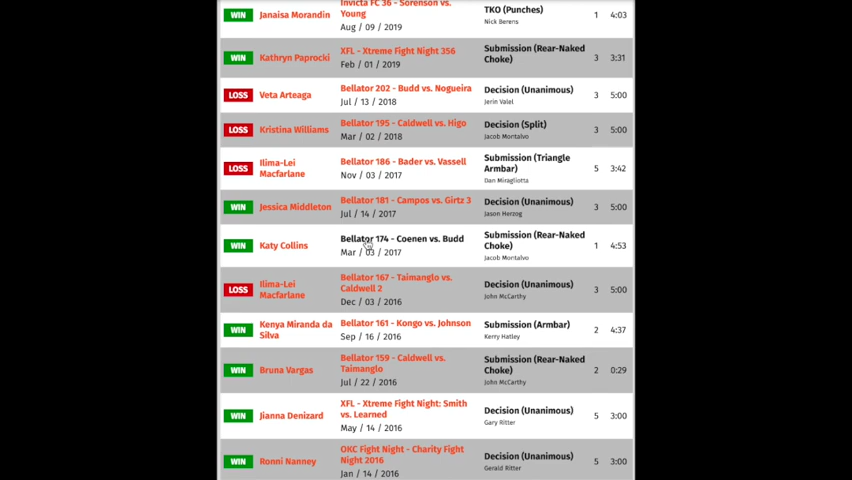 Invicta FC 36 - Sorenson vs.
WIN Janaisa Morandin Young TKO (Punches) 1 4:03
Nick Berens
Aug / 09 / 2019
WIN Kathryn Paprocki XFL - Xtreme Fight Night 356 Submission (Rear-Naked Choke) 3 3:31
Feb / 01 / 2019
LOSS Veta Arteaga Bellator 202 - Budd vs. Nogueira Decision (Unanimous) 3 5:00
Jul / 13 / 2018 Jerin Valel
LOSS Kristina Williams Bellator 195 - Caldwell vs. Higo Decision (Split) 3 5:00
Mar / 02 / 2018 Jacob Montalvo
LOSS Ilima-Lei Macfarlane Bellator 186 - Bader vs. Vassell Submission (Triangle Armbar) 5 3:42
Nov / 03 / 2017 Dan Miragliotta
WIN Jessica Middleton Bellator 181 - Campos vs. Girtz 3 Decision (Unanimous) 3 5:00
Jul / 14 / 2017 Jason Herzog
WIN Katy Collins Bellator 174 - Coenen vs. Budd Submission (Rear-Naked Choke) 1 4:53
Mar / 03 / 2017 Jacob Montalvo
LOSS Ilima-Lei Macfarlane Bellator 167 - Taimanglo vs. Caldwell 2 Decision (Unanimous) 3 5:00
Dec / 03 / 2016 John McCarthy
WIN Kenya Miranda da Silva Bellator 161 - Kongo vs. Johnson Submission (Armbar) 2 4:37
Sep / 16 / 2016 Kerry Hatley
WIN Bruna Vargas Bellator 159 - Caldwell vs. Taimanglo Submission (Rear-Naked Choke) 2 0:29
Jul / 22 / 2016 John McCarthy
WIN Jianna Denizard XFL - Xtreme Fight Night: Smith vs. Learned Decision (Unanimous) 5 3:00
May / 14 / 2016 Gary Ritter
WIN Ronni Nanney OKC Fight Night - Charity Fight Night 2016 Decision (Unanimous) 5 3:00
Jan / 14 / 2016 Gerald Ritter